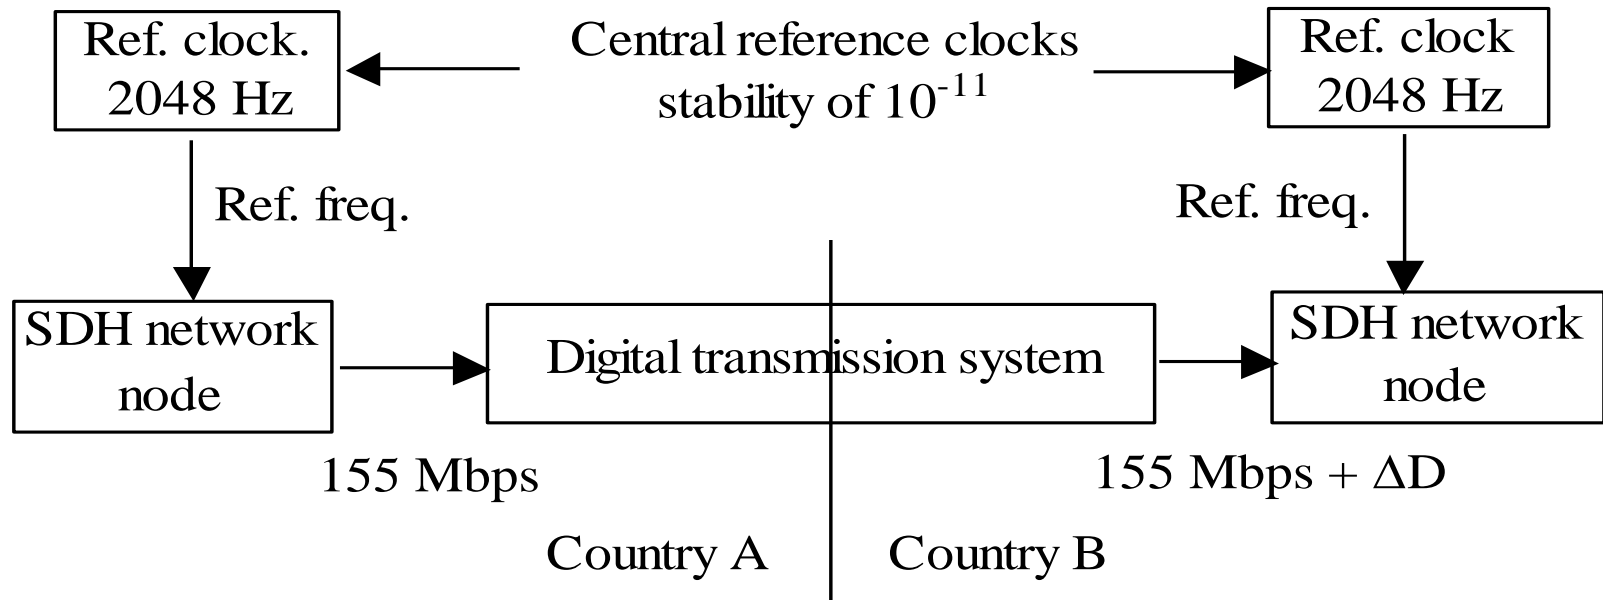 Ref. clock.
2048 Hz
Central reference clocks
stability of 10⁻¹¹
Ref. clock
2048 Hz
Ref. freq.
Ref. freq.
SDH network
node
Digital transmission system
SDH network
node
155 Mbps
155 Mbps + ΔD
Country A
Country B